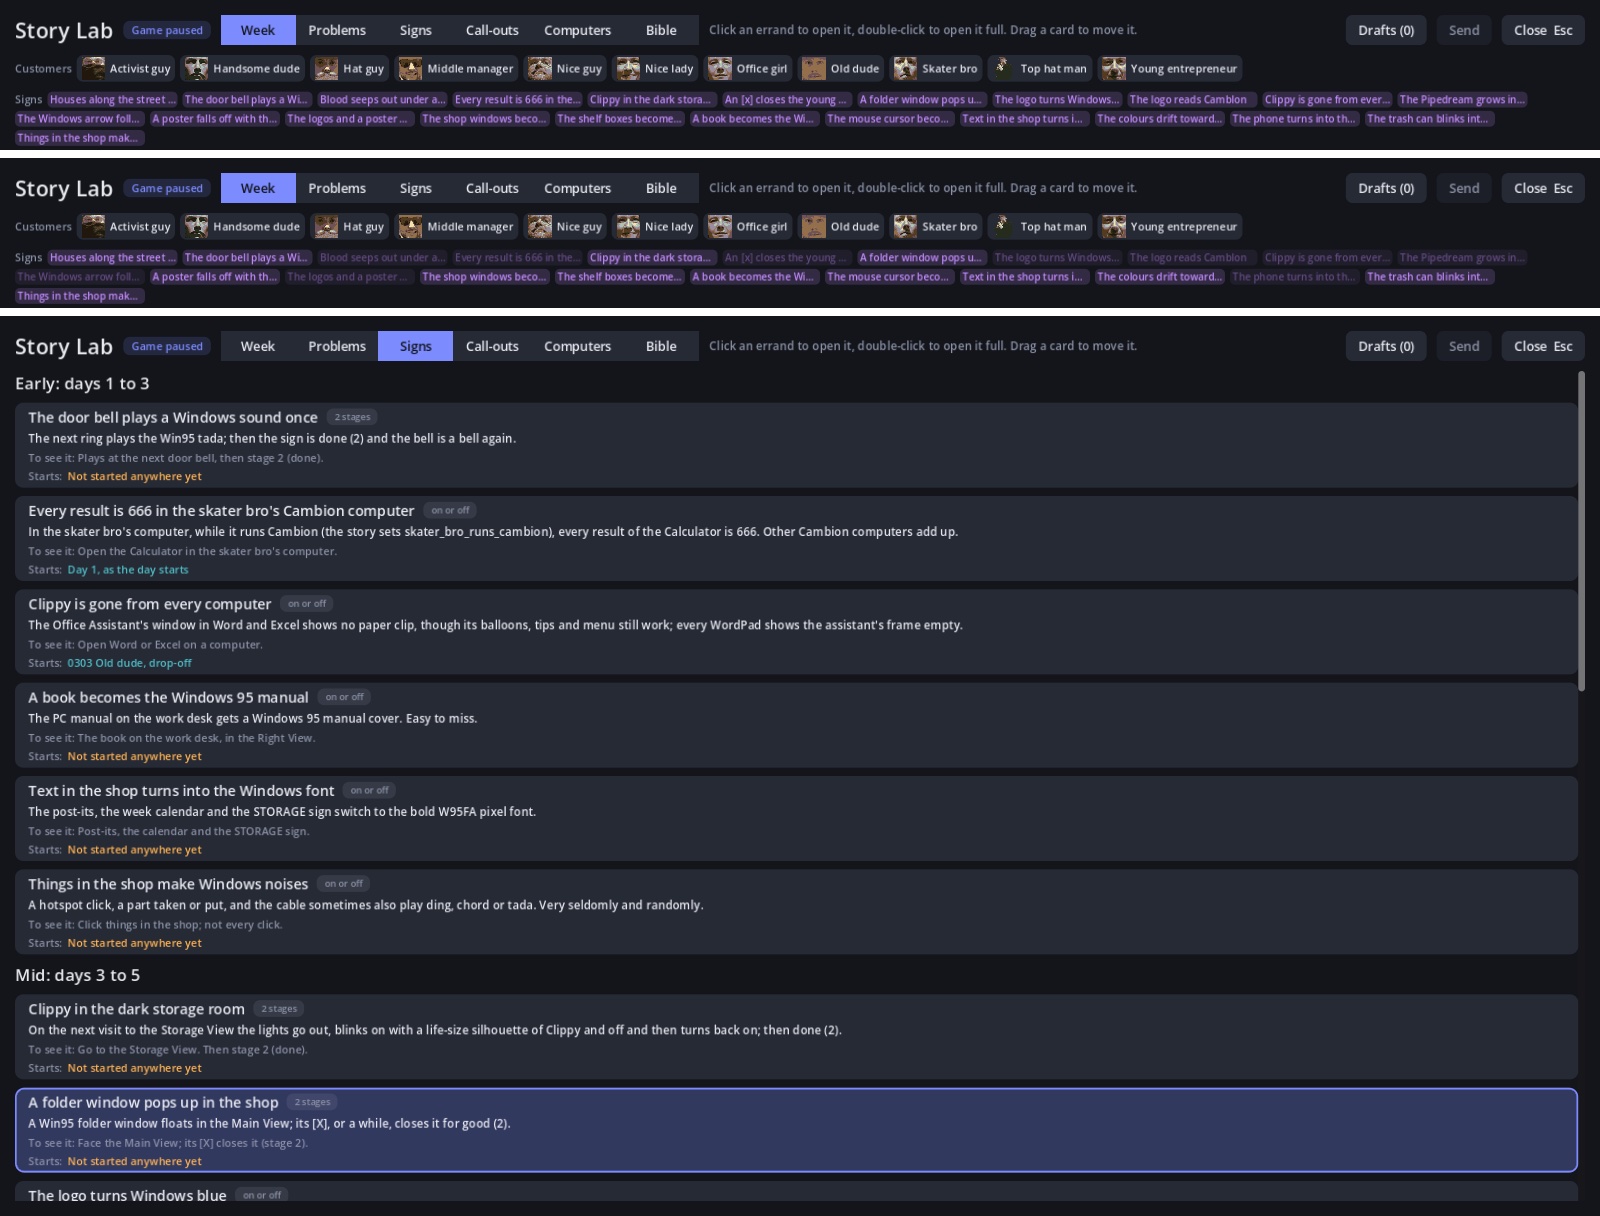 Story Lab Game paused Week Problems Signs Call-outs Computers Bible Click an errand to open it, double-click to open it full. Drag a card to move it. Drafts (0) Send Close Esc
Customers Activist guy Handsome dude Hat guy Middle manager Nice guy Nice lady Office girl Old dude Skater bro Top hat man Young entrepreneur
Signs Houses along the street ... The door bell plays a Wi... Blood seeps out under a... Every result is 666 in the... Clippy in the dark stora... An [x] closes the young ... A folder window pops u... The logo turns Windows... The logo reads Cambion Clippy is gone from ever... The Pipedream grows in...
The Windows arrow foll... A poster falls off with th... The logos and a poster ... The shop windows beco... The shelf boxes become... A book becomes the Wi... The mouse cursor beco... Text in the shop turns i... The colours drift toward... The phone turns into th... The trash can blinks int...
Things in the shop mak...
Story Lab Game paused Week Problems Signs Call-outs Computers Bible Click an errand to open it, double-click to open it full. Drag a card to move it. Drafts (0) Send Close Esc
Customers Activist guy Handsome dude Hat guy Middle manager Nice guy Nice lady Office girl Old dude Skater bro Top hat man Young entrepreneur
Signs Houses along the street ... The door bell plays a Wi... Blood seeps out under a... Every result is 666 in the... Clippy in the dark stora... An [x] closes the young ... A folder window pops u... The logo turns Windows... The logo reads Cambion Clippy is gone from ever... The Pipedream grows in...
The Windows arrow foll... A poster falls off with th... The logos and a poster ... The shop windows beco... The shelf boxes become... A book becomes the Wi... The mouse cursor beco... Text in the shop turns i... The colours drift toward... The phone turns into th... The trash can blinks int...
Things in the shop mak...
Story Lab Game paused Week Problems Signs Call-outs Computers Bible Click an errand to open it, double-click to open it full. Drag a card to move it. Drafts (0) Send Close Esc
Early: days 1 to 3
The door bell plays a Windows sound once 2 stages
The next ring plays the Win95 tada; then the sign is done (2) and the bell is a bell again.
To see it: Plays at the next door bell, then stage 2 (done).
Starts: Not started anywhere yet
Every result is 666 in the skater bro's Cambion computer on or off
In the skater bro's computer, while it runs Cambion (the story sets skater_bro_runs_cambion), every result of the Calculator is 666. Other Cambion computers add up.
To see it: Open the Calculator in the skater bro's computer.
Starts: Day 1, as the day starts
Clippy is gone from every computer on or off
The Office Assistant's window in Word and Excel shows no paper clip, though its balloons, tips and menu still work; every WordPad shows the assistant's frame empty.
To see it: Open Word or Excel on a computer.
Starts: 0303 Old dude, drop-off
A book becomes the Windows 95 manual on or off
The PC manual on the work desk gets a Windows 95 manual cover. Easy to miss.
To see it: The book on the work desk, in the Right View.
Starts: Not started anywhere yet
Text in the shop turns into the Windows font on or off
The post-its, the week calendar and the STORAGE sign switch to the bold W95FA pixel font.
To see it: Post-its, the calendar and the STORAGE sign.
Starts: Not started anywhere yet
Things in the shop make Windows noises on or off
A hotspot click, a part taken or put, and the cable sometimes also play ding, chord or tada. Very seldomly and randomly.
To see it: Click things in the shop; not every click.
Starts: Not started anywhere yet
Mid: days 3 to 5
Clippy in the dark storage room 2 stages
On the next visit to the Storage View the lights go out, blinks on with a life-size silhouette of Clippy and off and then turns back on; then done (2).
To see it: Go to the Storage View. Then stage 2 (done).
Starts: Not started anywhere yet
A folder window pops up in the shop 2 stages
A Win95 folder window floats in the Main View; its [X], or a while, closes it for good (2).
To see it: Face the Main View; its [X] closes it (stage 2).
Starts: Not started anywhere yet
The logo turns Windows blue on or off